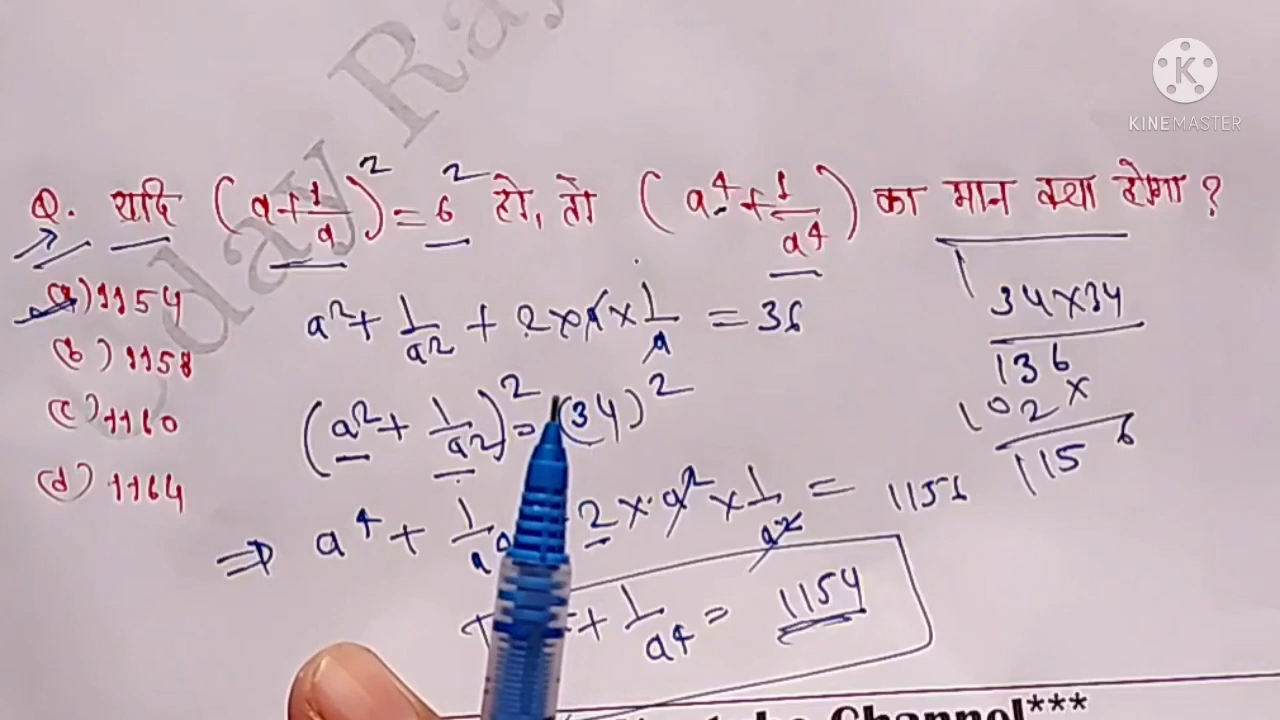 KINEMASTER
Q. यदि (a+1/a)² = 6² हो, तो (a⁴+1/a⁴) का मान क्या होगा ?
(a) 1154
(b) 1158
(c) 1160
(d) 1164
a² + 1/a² + 2×a×1/a = 36
(a² + 1/a²)² = (34)²
⇒ a⁴ + 1/a 2×a²×1/a² = 1156
+ 1/a⁴ = 1154
34×34
136
102×
1156
Channel***